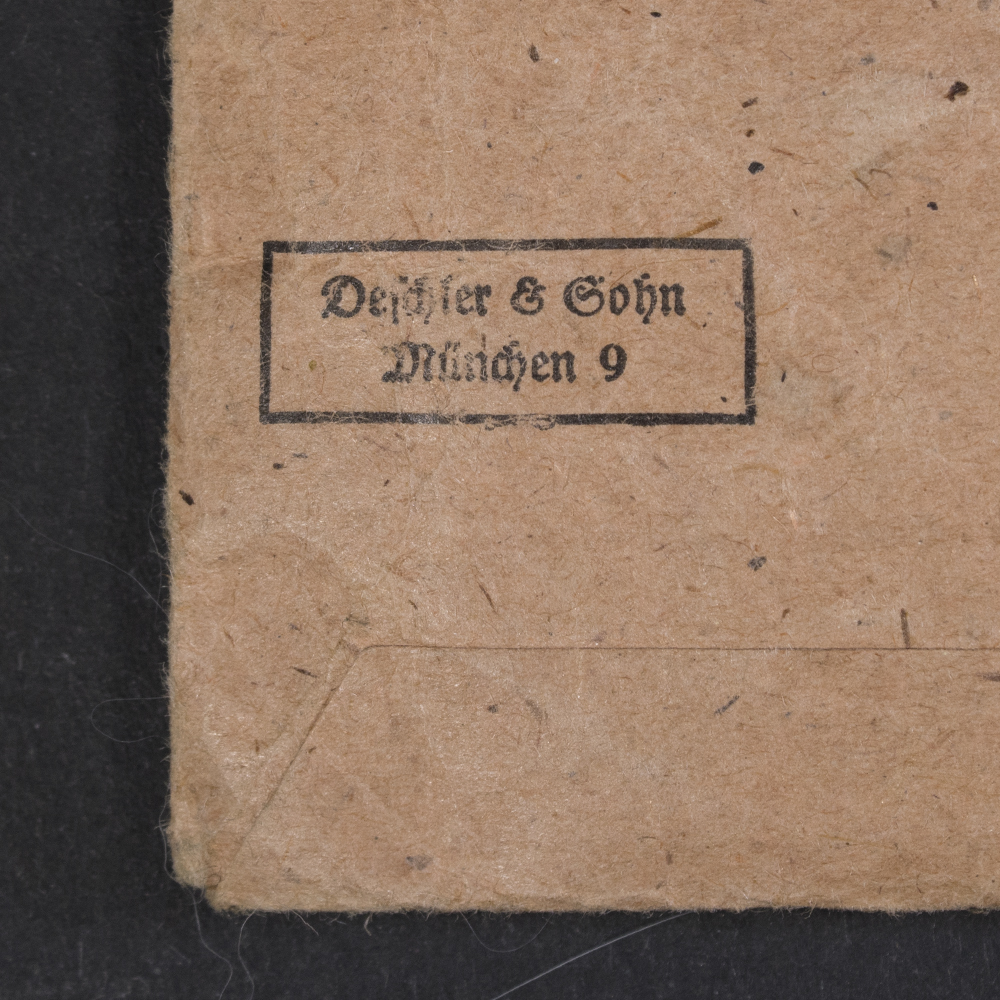 Deschler & Sohn
München 9